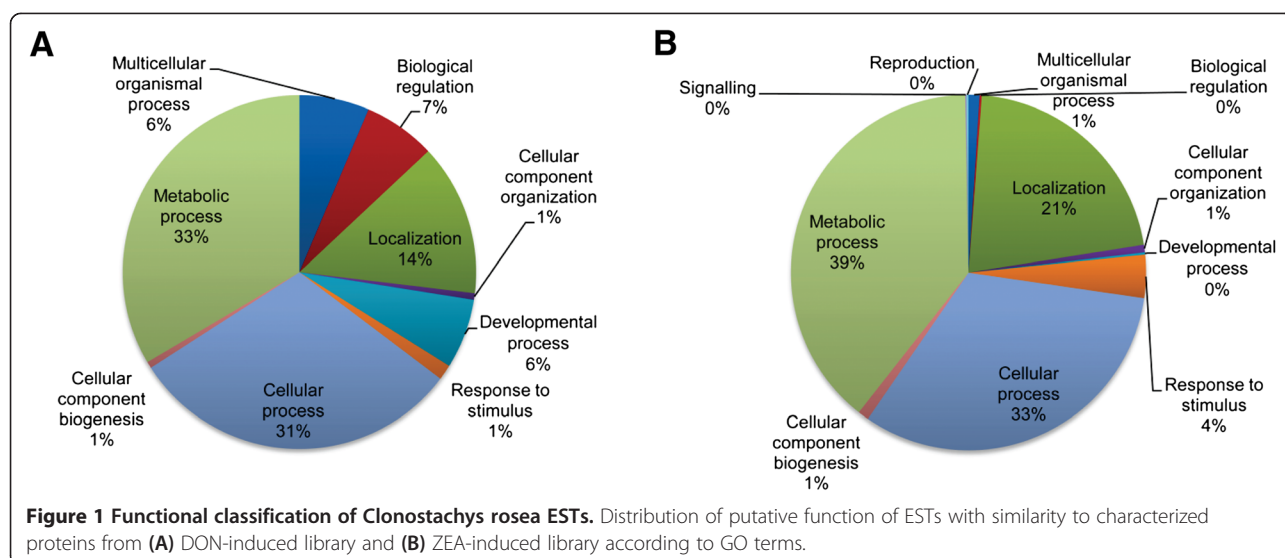 A
Multicellular
organismal
process
6%
Biological
regulation
7%
Cellular
component
organization
1%
Localization
14%
Developmental
process
6%
Response to
stimulus
1%
Cellular
process
31%
Cellular
component
biogenesis
1%
Metabolic
process
33%
B
Signalling
0%
Reproduction
0%
Multicellular
organismal
process
1%
Biological
regulation
0%
Localization
21%
Cellular
component
organization
1%
Developmental
process
0%
Response to
stimulus
4%
Cellular
process
33%
Cellular
component
biogenesis
1%
Metabolic
process
39%
Figure 1 Functional classification of Clonostachys rosea ESTs. Distribution of putative function of ESTs with similarity to characterized
proteins from (A) DON-induced library and (B) ZEA-induced library according to GO terms.